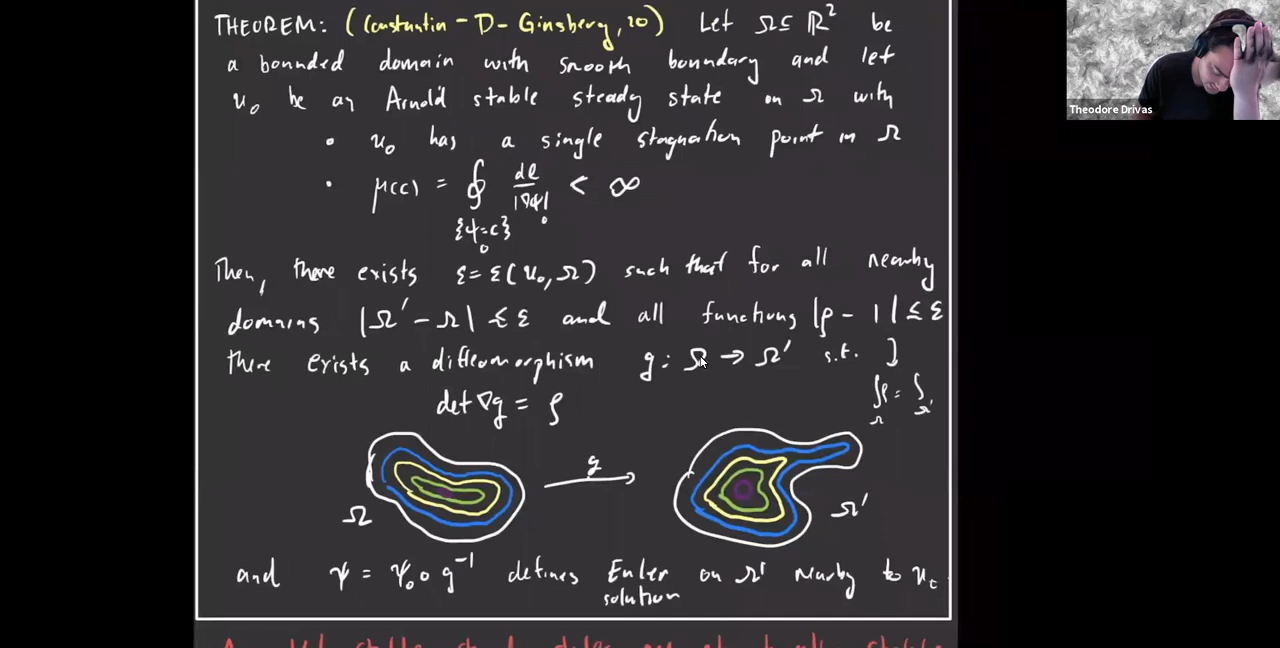 THEOREM: (Constantin - D - Ginsberg, 20) Let Ω ⊆ ℝ² be
a bounded domain with smooth boundary and let
u₀ be an Arnold stable steady state on Ω with
• u₀ has a single stagnation point in Ω
• μ(c) = ∮_{ψ₀=c} dℓ/|∇ψ₀| < ∞
Then, there exists ε = ε(u₀, Ω) such that for all nearby
domains |Ω' - Ω| ≤ ε and all functions |ρ - 1| ≤ ε
there exists a diffeomorphism g: Ω → Ω' s.t.
∫_Ω ρ = ∫_Ω'
det ∇g = ρ
g
Ω
Ω'
and ψ = ψ₀ ∘ g⁻¹ defines Euler solution on Ω' nearby to u₀.
Theodore Drivas